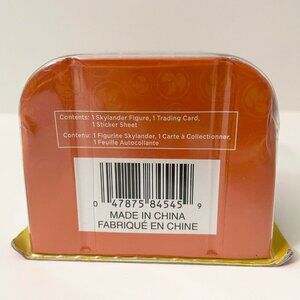 Contents: 1 Skylander Figure, 1 Trading Card,
1 Sticker Sheet
Contenu: 1 Figurine Skylander, 1 Carte à Collectionner,
1 Feuille Autocollante
0 47875 84545 9
MADE IN CHINA
FABRIQUÉ EN CHINE